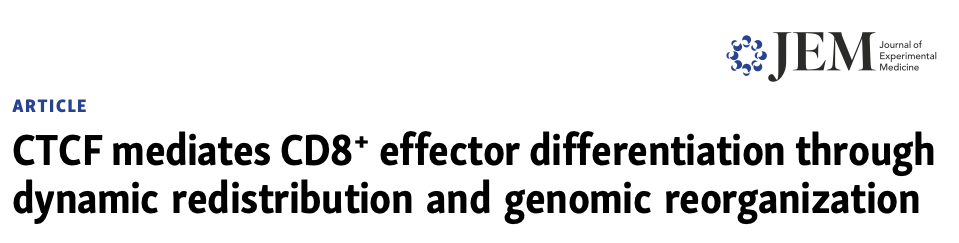 JEM Journal of
Experimental
Medicine
ARTICLE
CTCF mediates CD8⁺ effector differentiation through
dynamic redistribution and genomic reorganization